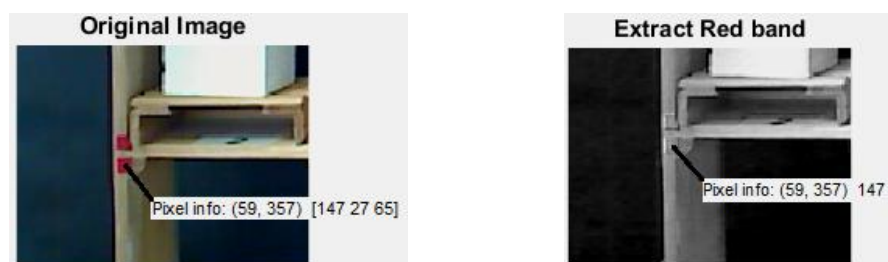 Original Image
Pixel info: (59, 357) [147 27 65]
Extract Red band
Pixel info: (59, 357) 147